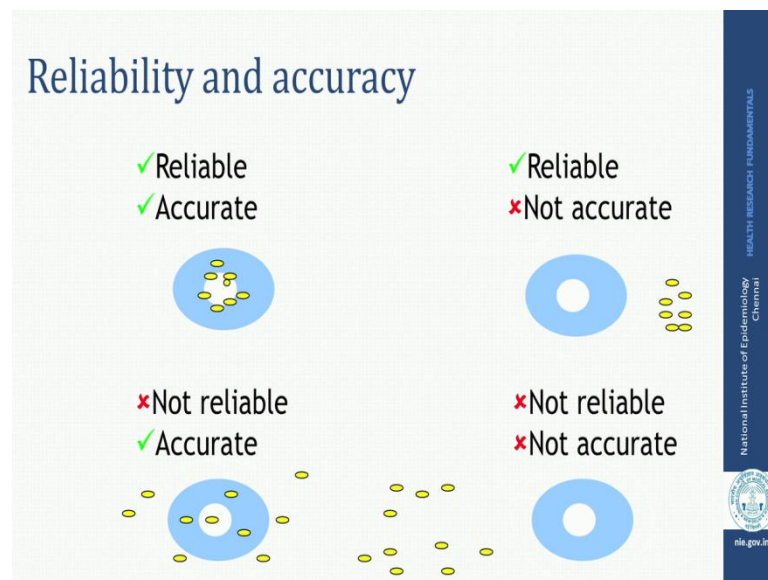 Reliability and accuracy
✓Reliable
✓Accurate
✓Reliable
✘Not accurate
✘Not reliable
✓Accurate
✘Not reliable
✘Not accurate
HEALTH RESEARCH FUNDAMENTALS
National Institute of Epidemiology
Chennai
nie.gov.in